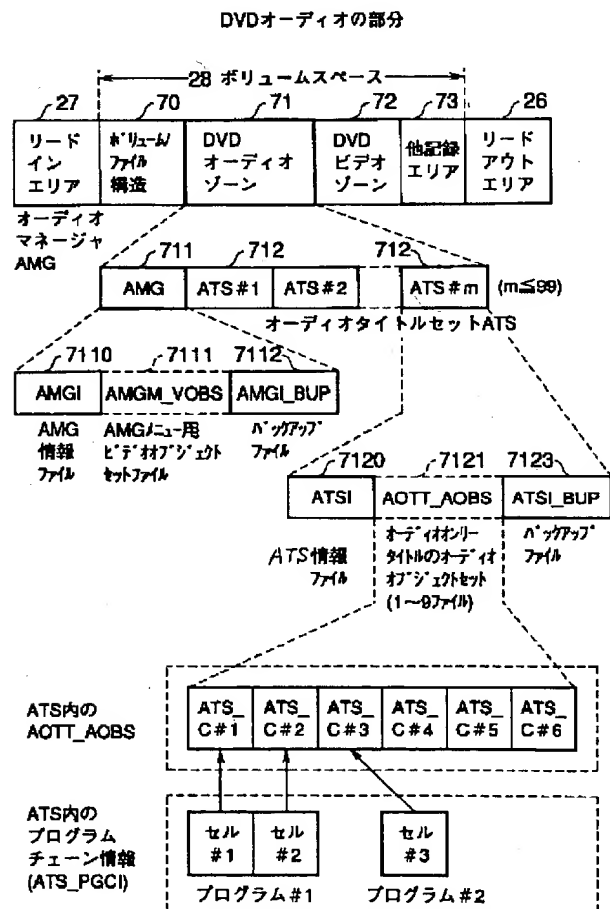 DVDオーディオの部分
28 ボリュームスペース
27 70 71 72 73 26
リード
イン
エリア
ボリューム/
ファイル
構造
DVD
オーディオ
ゾーン
DVD
ビデオ
ゾーン
他記録
エリア
リード
アウト
エリア
オーディオ
マネージャ
AMG
711 712 712
AMG ATS#1 ATS#2 ATS#m (m≦99)
オーディオタイトルセットATS
7110 7111 7112
AMGI AMGM_VOBS AMGI_BUP
AMG
情報
ファイル
AMGメニュー用
ビデオオブジェクト
セットファイル
バックアップ
ファイル
7120 7121 7123
ATSI AOTT_AOBS ATSI_BUP
ATS情報
ファイル
オーディオオンリー
タイトルのオーディオ
オブジェクトセット
(1〜9ファイル)
バックアップ
ファイル
ATS内の
AOTT_AOBS
ATS_
C#1
ATS_
C#2
ATS_
C#3
ATS_
C#4
ATS_
C#5
ATS_
C#6
ATS内の
プログラム
チェーン情報
(ATS_PGCI)
セル
#1
セル
#2
セル
#3
プログラム#1 プログラム#2